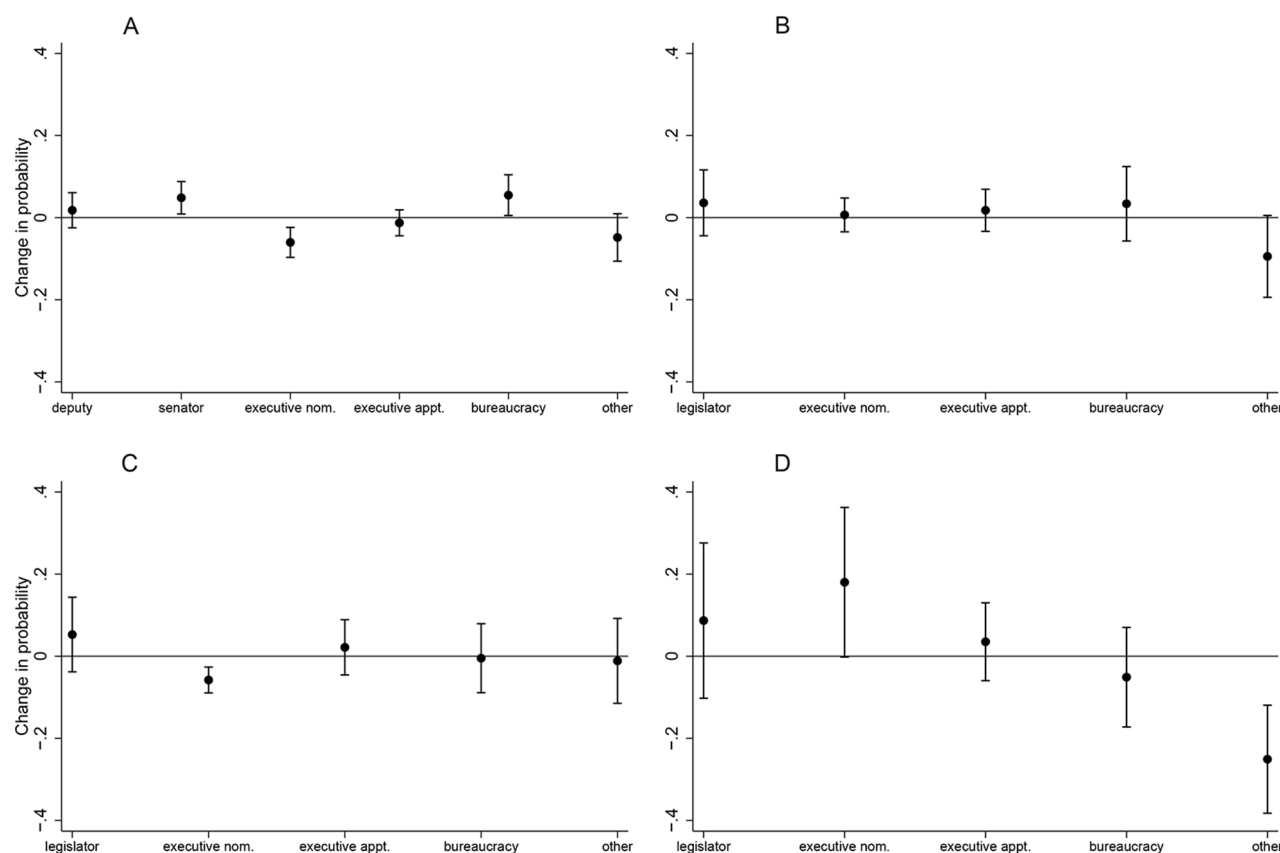 A
B
Change in probability
.4
.2
0
−.2
−.4
deputy senator executive nom. executive appt. bureaucracy other
.4
.2
0
−.2
−.4
legislator executive nom. executive appt. bureaucracy other
C
D
Change in probability
.4
.2
0
−.2
−.4
legislator executive nom. executive appt. bureaucracy other
.4
.2
0
−.2
−.4
legislator executive nom. executive appt. bureaucracy other